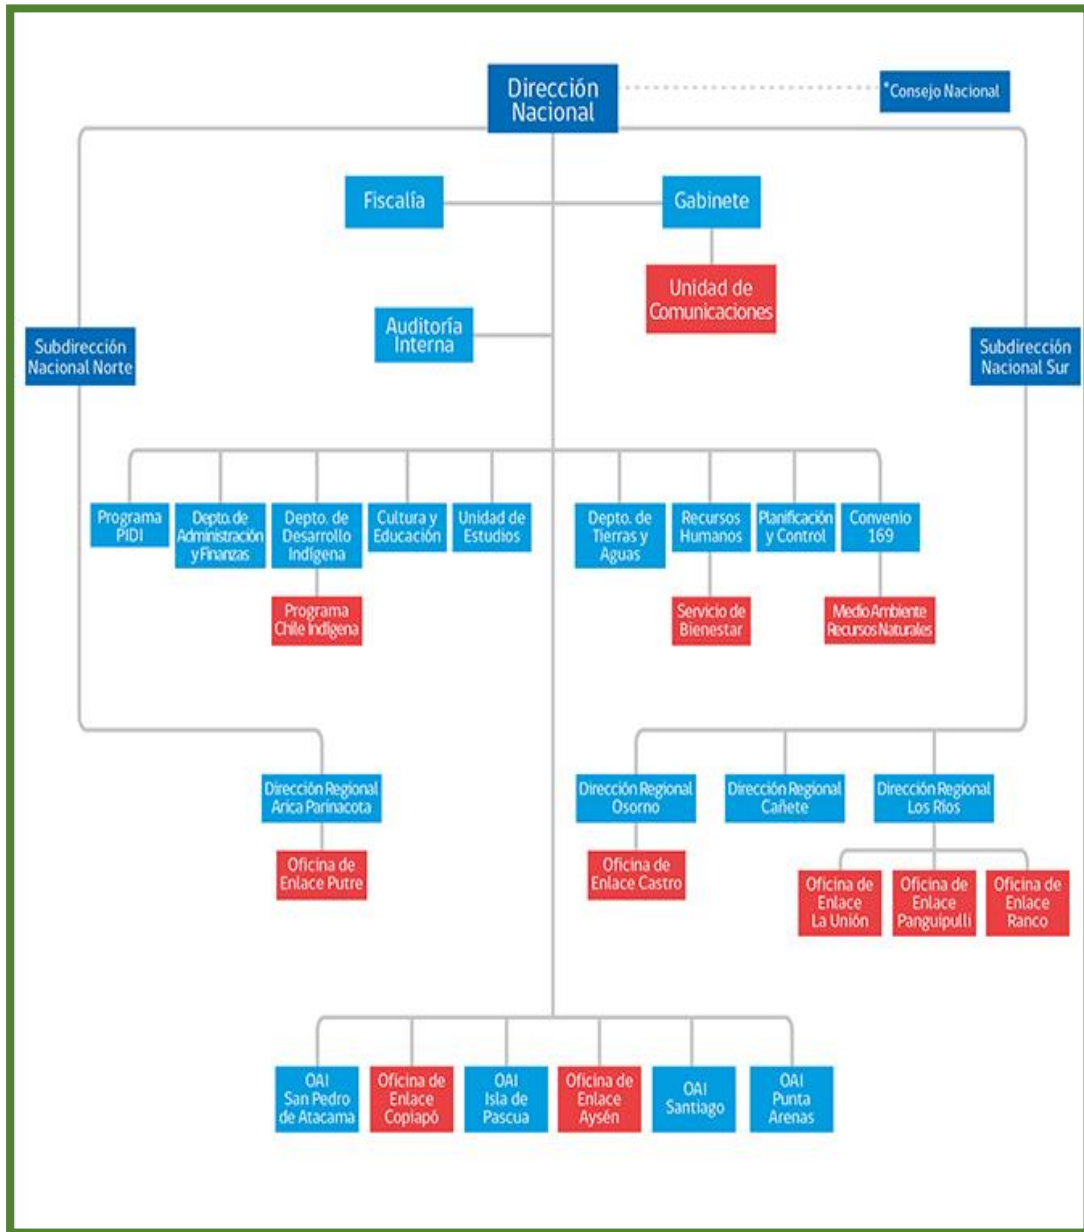 Dirección
Nacional
*Consejo Nacional
Fiscalía
Gabinete
Unidad de
Comunicaciones
Auditoría
Interna
Subdirección
Nacional Norte
Subdirección
Nacional Sur
Programa
PIDI
Depto. de
Administración
y Finanzas
Depto. de
Desarrollo
Indígena
Cultura y
Educación
Unidad de
Estudios
Depto. de
Tierras y
Aguas
Recursos
Humanos
Planificación
y Control
Convenio
169
Programa
Chile Indígena
Servicio de
Bienestar
Medio Ambiente
Recursos Naturales
Dirección Regional
Arica Parinacota
Dirección Regional
Osorno
Dirección Regional
Cañete
Dirección Regional
Los Ríos
Oficina de
Enlace Putre
Oficina de
Enlace Castro
Oficina de
Enlace
La Unión
Oficina de
Enlace
Panguipulli
Oficina de
Enlace
Ranco
OAI
San Pedro
de Atacama
Oficina de
Enlace
Copiapó
OAI
Isla de
Pascua
Oficina de
Enlace
Aysén
OAI
Santiago
OAI
Punta
Arenas